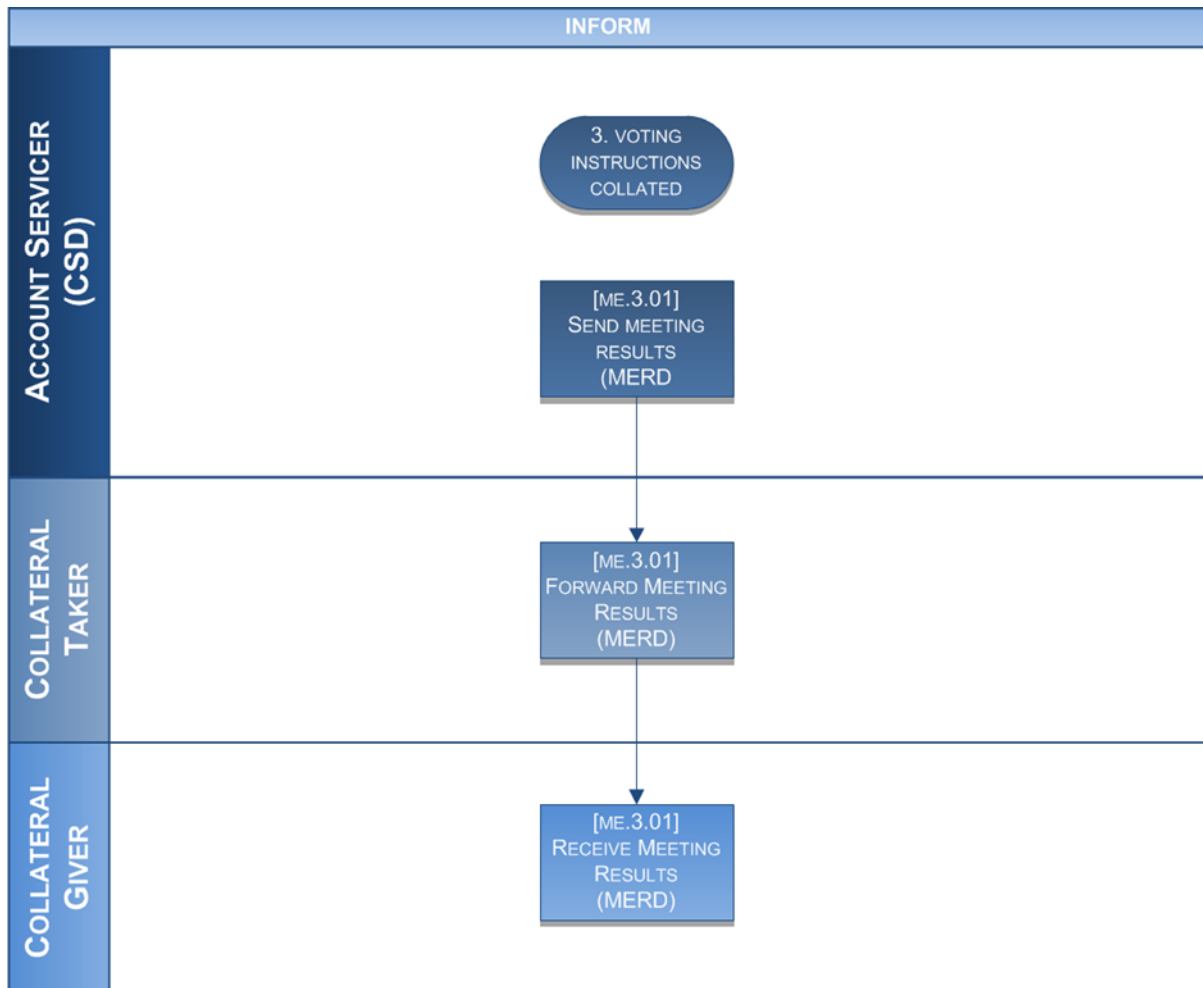 INFORM
ACCOUNT SERVICER
(CSD)
3. VOTING
INSTRUCTIONS
COLLATED
[ME.3.01]
SEND MEETING
RESULTS
(MERD
COLLATERAL
TAKER
[ME.3.01]
FORWARD MEETING
RESULTS
(MERD)
COLLATERAL
GIVER
[ME.3.01]
RECEIVE MEETING
RESULTS
(MERD)